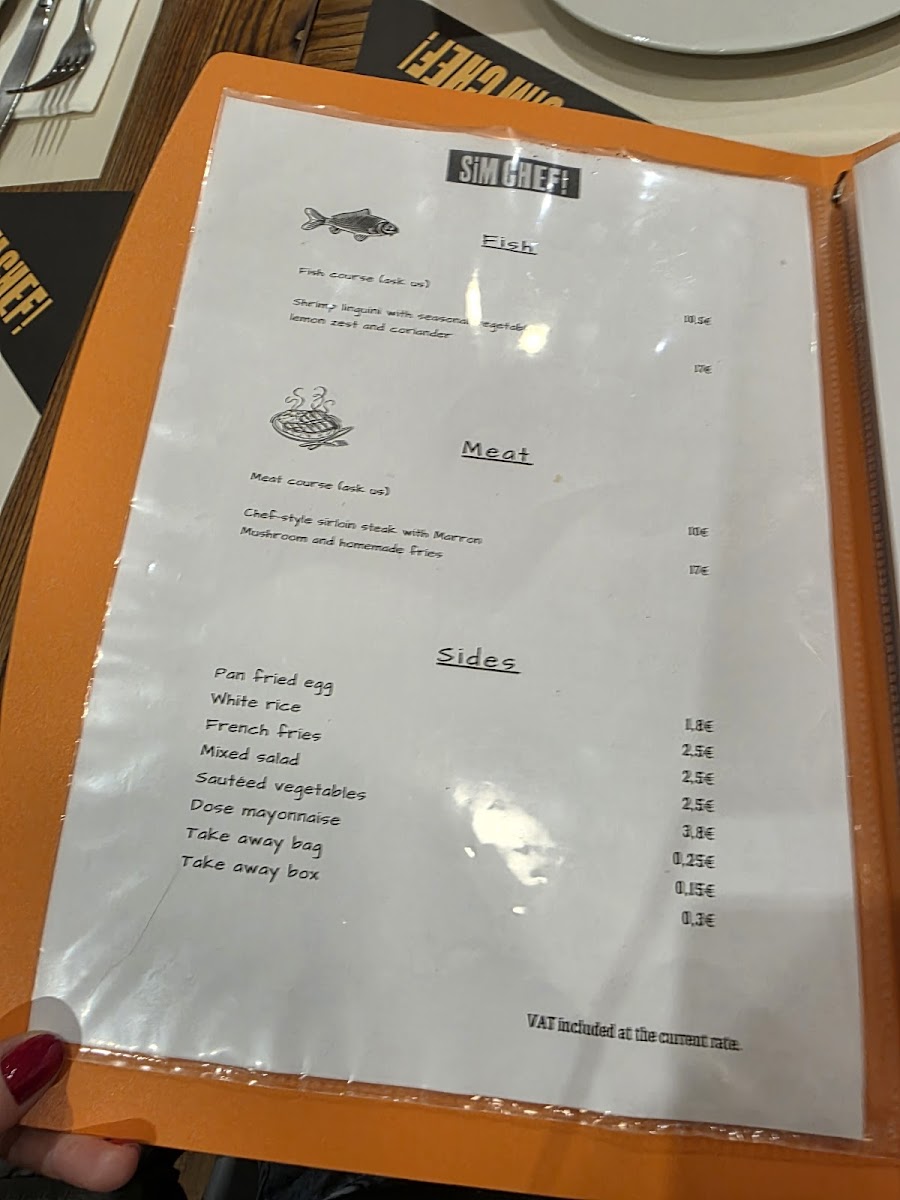 SiM CHEF!
SiM CHEF!
CHEF!
Fish
Fish course (ask us) 10,5€
Shrimp linguini with seasonal
lemon zest and coriander 17€
Meat
Meat course (ask us) 10€
Chef-style sirloin steak with Marron
Mushroom and homemade fries 17€
Sides
Pan fried egg 1,8€
White rice 2,5€
French fries 2,5€
Mixed salad 2,5€
Sautéed vegetables 3,8€
Dose mayonnaise 0,25€
Take away bag 0,15€
Take away box 0,3€
VAT included at the current rate.